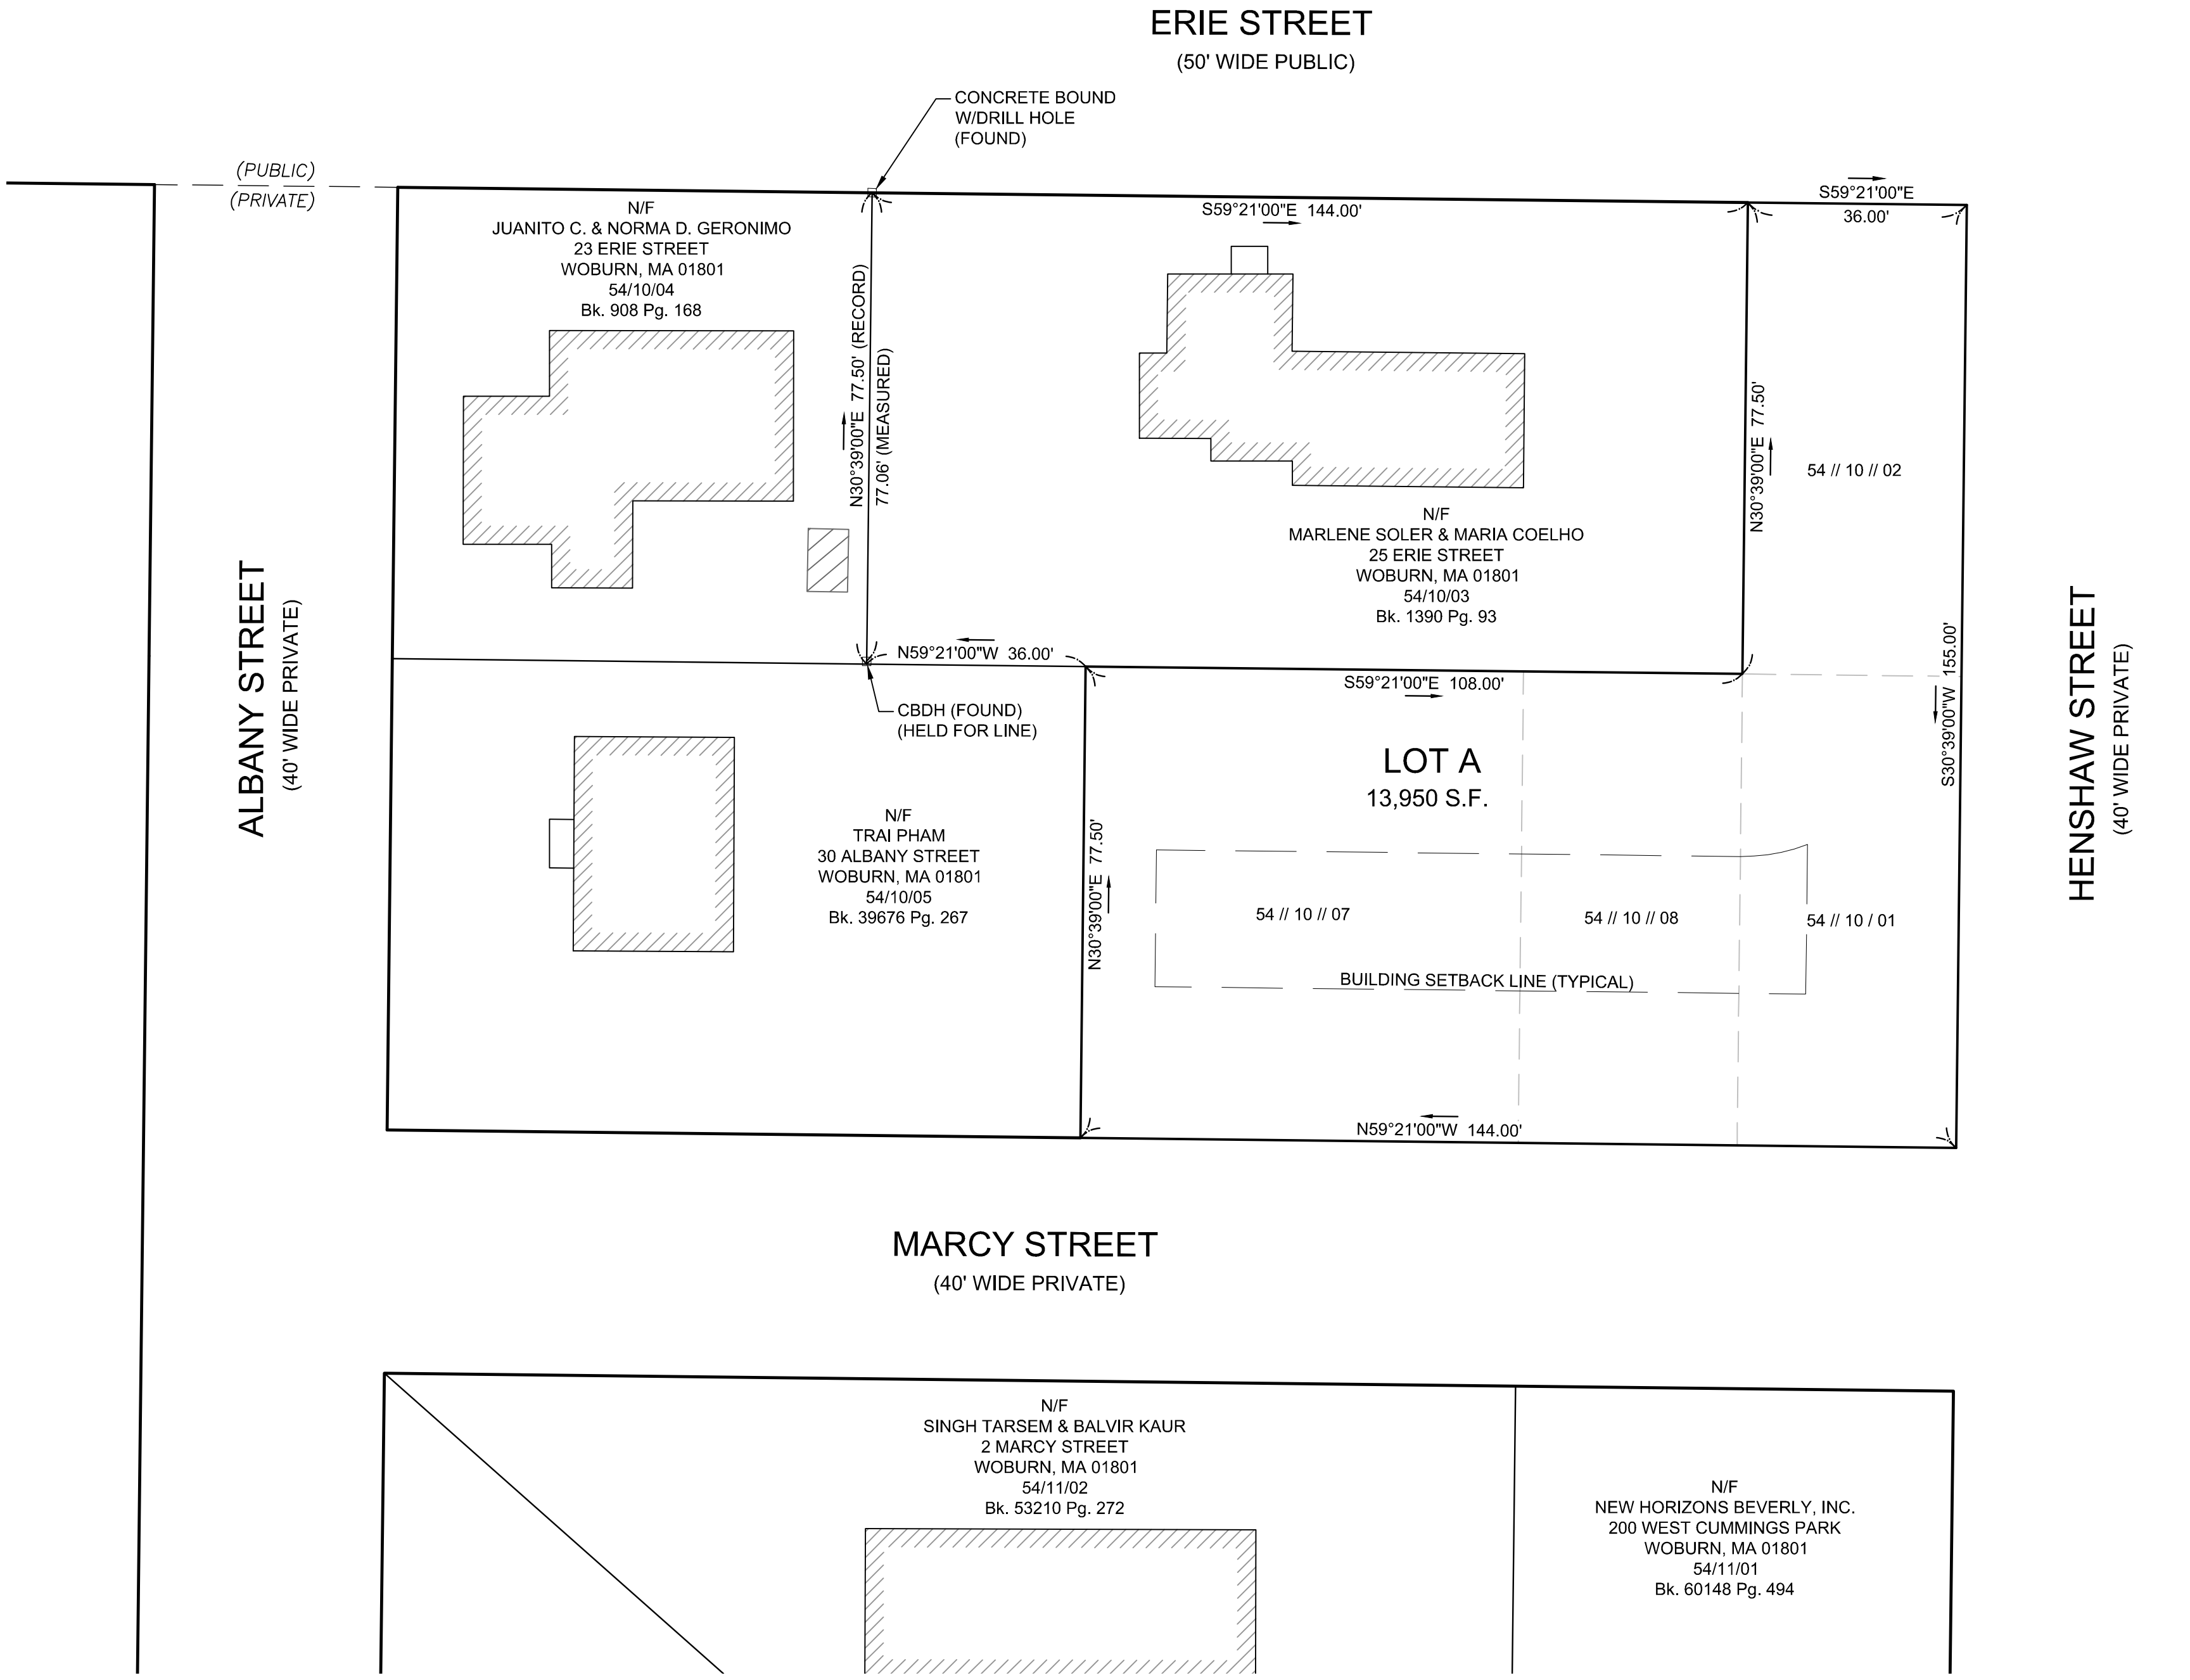 ERIE STREET
(50' WIDE PUBLIC)
CONCRETE BOUND
W/DRILL HOLE
(FOUND)
(PUBLIC)
(PRIVATE)
S59°21'00"E
36.00'
S59°21'00"E 144.00'
N/F
JUANITO C. & NORMA D. GERONIMO
23 ERIE STREET
WOBURN, MA 01801
54/10/04
Bk. 908 Pg. 168
N30°39'00"E 77.50' (RECORD)
77.06' (MEASURED)
N30°39'00"E 77.50'
54 // 10 // 02
N/F
MARLENE SOLER & MARIA COELHO
25 ERIE STREET
WOBURN, MA 01801
54/10/03
Bk. 1390 Pg. 93
ALBANY STREET
(40' WIDE PRIVATE)
HENSHAW STREET
(40' WIDE PRIVATE)
S30°39'00"W 155.00'
N59°21'00"W 36.00'
S59°21'00"E 108.00'
CBDH (FOUND)
(HELD FOR LINE)
LOT A
13,950 S.F.
N/F
TRAI PHAM
30 ALBANY STREET
WOBURN, MA 01801
54/10/05
Bk. 39676 Pg. 267
N30°39'00"E 77.50'
54 // 10 // 07
54 // 10 // 08
54 // 10 / 01
BUILDING SETBACK LINE (TYPICAL)
N59°21'00"W 144.00'
MARCY STREET
(40' WIDE PRIVATE)
N/F
SINGH TARSEM & BALVIR KAUR
2 MARCY STREET
WOBURN, MA 01801
54/11/02
Bk. 53210 Pg. 272
N/F
NEW HORIZONS BEVERLY, INC.
200 WEST CUMMINGS PARK
WOBURN, MA 01801
54/11/01
Bk. 60148 Pg. 494